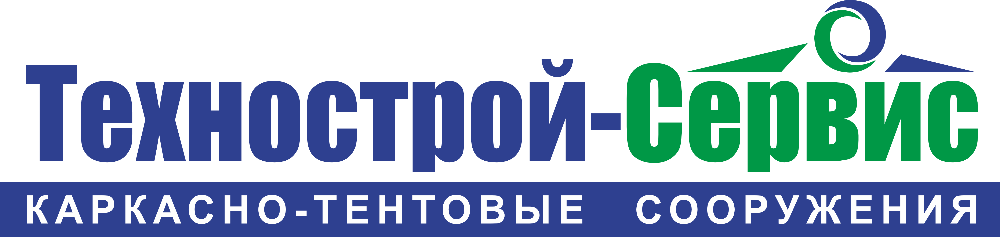 Технострой-Сервис
КАРКАСНО-ТЕНТОВЫЕ СООРУЖЕНИЯ